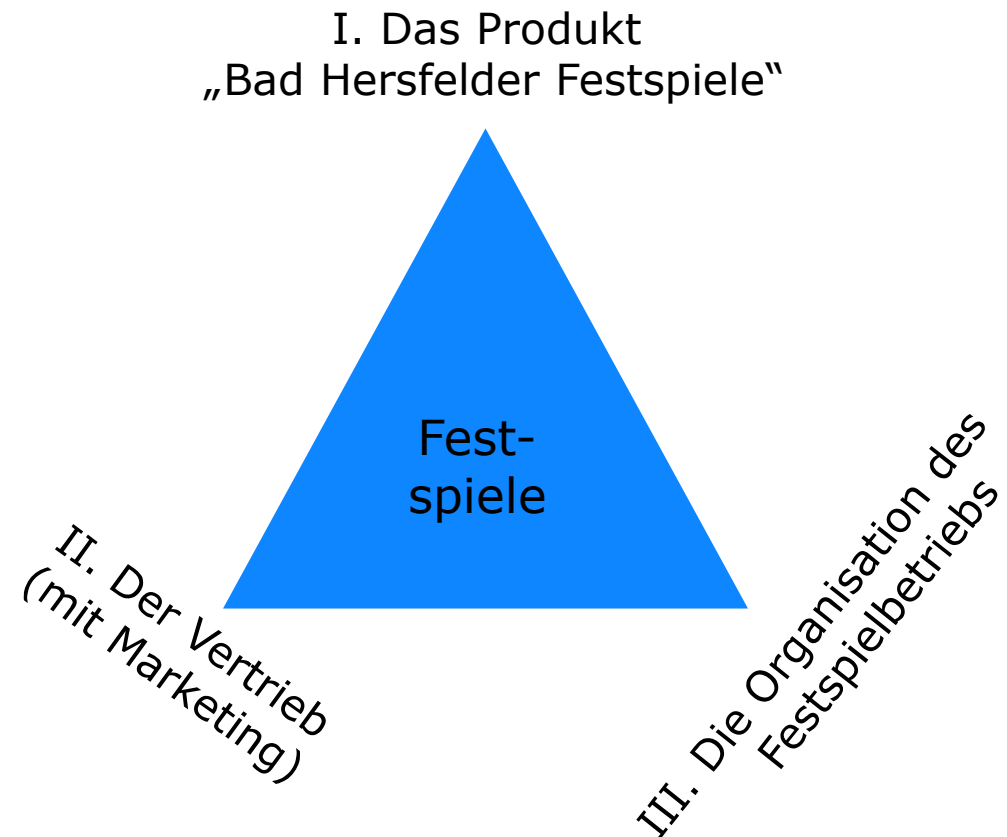 I. Das Produkt
„Bad Hersfelder Festspiele“
Fest-
spiele
II. Der Vertrieb
(mit Marketing)
III. Die Organisation des
Festspielbetriebs